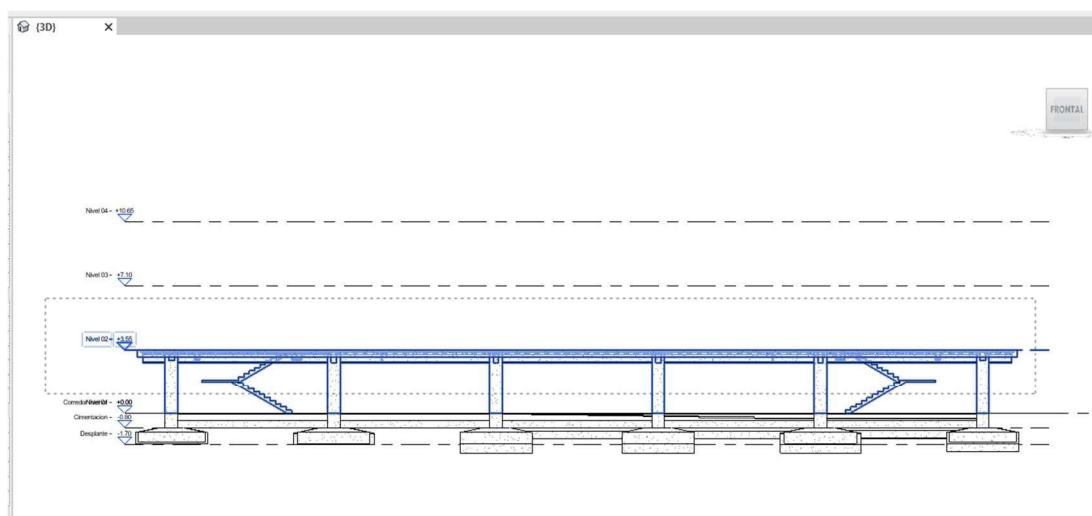 {3D}
FRONTAL
Nivel 04 - +10.65
Nivel 03 - +7.10
Nivel 02 - +3.55
+0.00
Cimentacion - -0.80
Desplante - -1.70